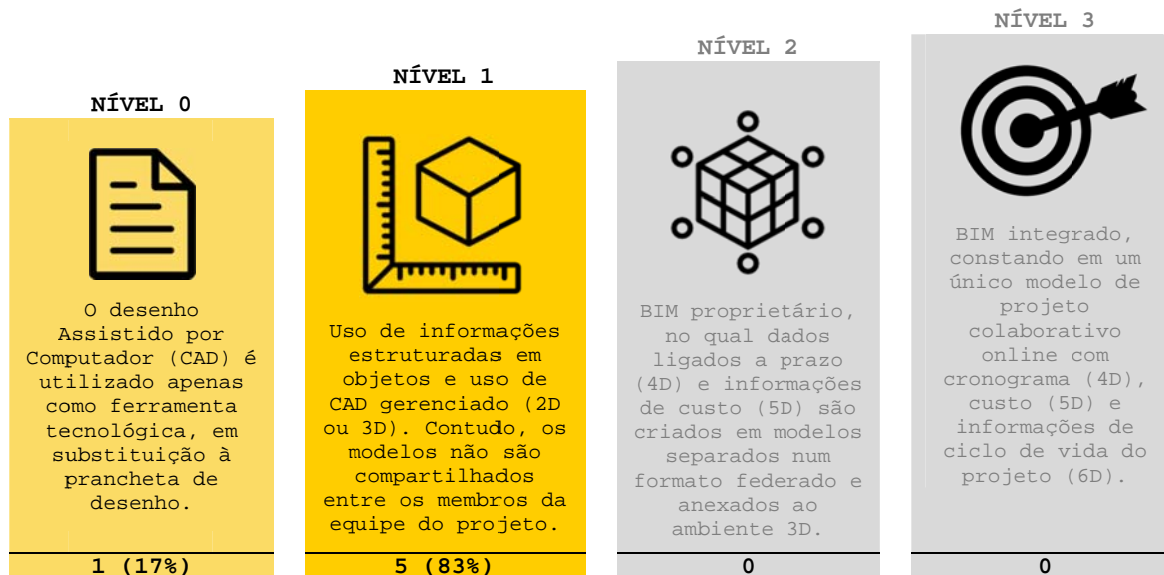 NÍVEL 0
O desenho
Assistido por
Computador (CAD) é
utilizado apenas
como ferramenta
tecnológica, em
substituição à
prancheta de
desenho.
1 (17%)
NÍVEL 1
Uso de informações
estruturadas em
objetos e uso de
CAD gerenciado (2D
ou 3D). Contudo, os
modelos não são
compartilhados
entre os membros da
equipe do projeto.
5 (83%)
NÍVEL 2
BIM proprietário,
no qual dados
ligados a prazo
(4D) e informações
de custo (5D) são
criados em modelos
separados num
formato federado e
anexados ao
ambiente 3D.
0
NÍVEL 3
BIM integrado,
constando em um
único modelo de
projeto
colaborativo
online com
cronograma (4D),
custo (5D) e
informações de
ciclo de vida do
projeto (6D).
0